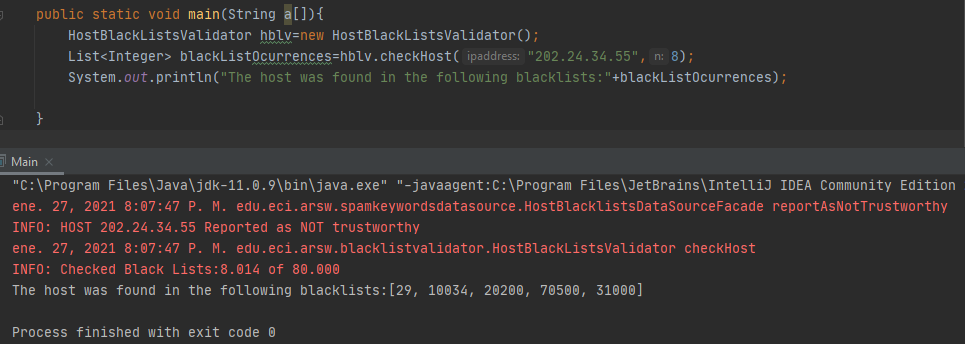 public static void main(String a[]){
HostBlackListsValidator hblv=new HostBlackListsValidator();
List<Integer> blackListOcurrences=hblv.checkHost( ipaddress: "202.24.34.55", n: 8);
System.out.println("The host was found in the following blacklists:"+blackListOcurrences);
}
Main ×
"C:\Program Files\Java\jdk-11.0.9\bin\java.exe" "-javaagent:C:\Program Files\JetBrains\IntelliJ IDEA Community Edition
ene. 27, 2021 8:07:47 P. M. edu.eci.arsw.spamkeywordsdatasource.HostBlacklistsDataSourceFacade reportAsNotTrustworthy
INFO: HOST 202.24.34.55 Reported as NOT trustworthy
ene. 27, 2021 8:07:47 P. M. edu.eci.arsw.blacklistvalidator.HostBlackListsValidator checkHost
INFO: Checked Black Lists:8.014 of 80.000
The host was found in the following blacklists:[29, 10034, 20200, 70500, 31000]
Process finished with exit code 0